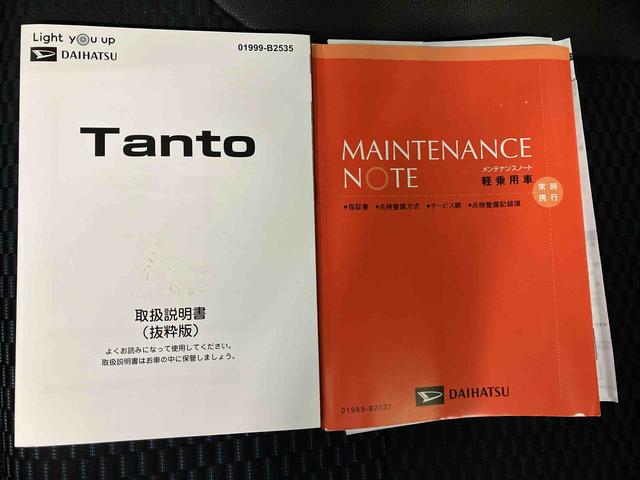 Light you up
DAIHATSU
01999-B2535
Tanto
取扱説明書
（抜粋版）
よくお読みになって使用してください。
取扱説明書はお車の中に保管しましょう。
MAINTENANCE
NOTE
メンテナンスノート
軽乗用車
常時
携行
●保証書 ●点検整備方式 ●サービス網 ●点検整備記録簿
DAIHATSU
01989-B2032